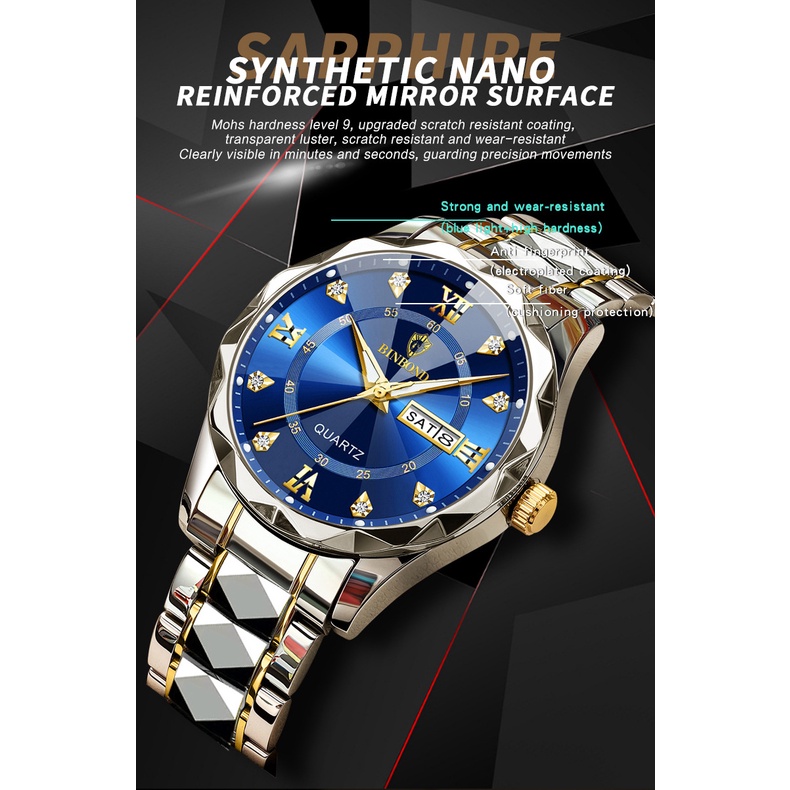 SAPPHIRE
SYNTHETIC NANO
REINFORCED MIRROR SURFACE
Mohs hardness level 9, upgraded scratch resistant coating,
transparent luster, scratch resistant and wear-resistant
Clearly visible in minutes and seconds, guarding precision movements
Strong and wear-resistant
(blue light+high hardness)
Anti fingerprint
(electroplated coating)
Soft fiber
(cushioning protection)
XII
55
60
50
05
IX
45
BINBOND
40
10
SAT 8
35
QUARTZ
III
30
25
20
VI